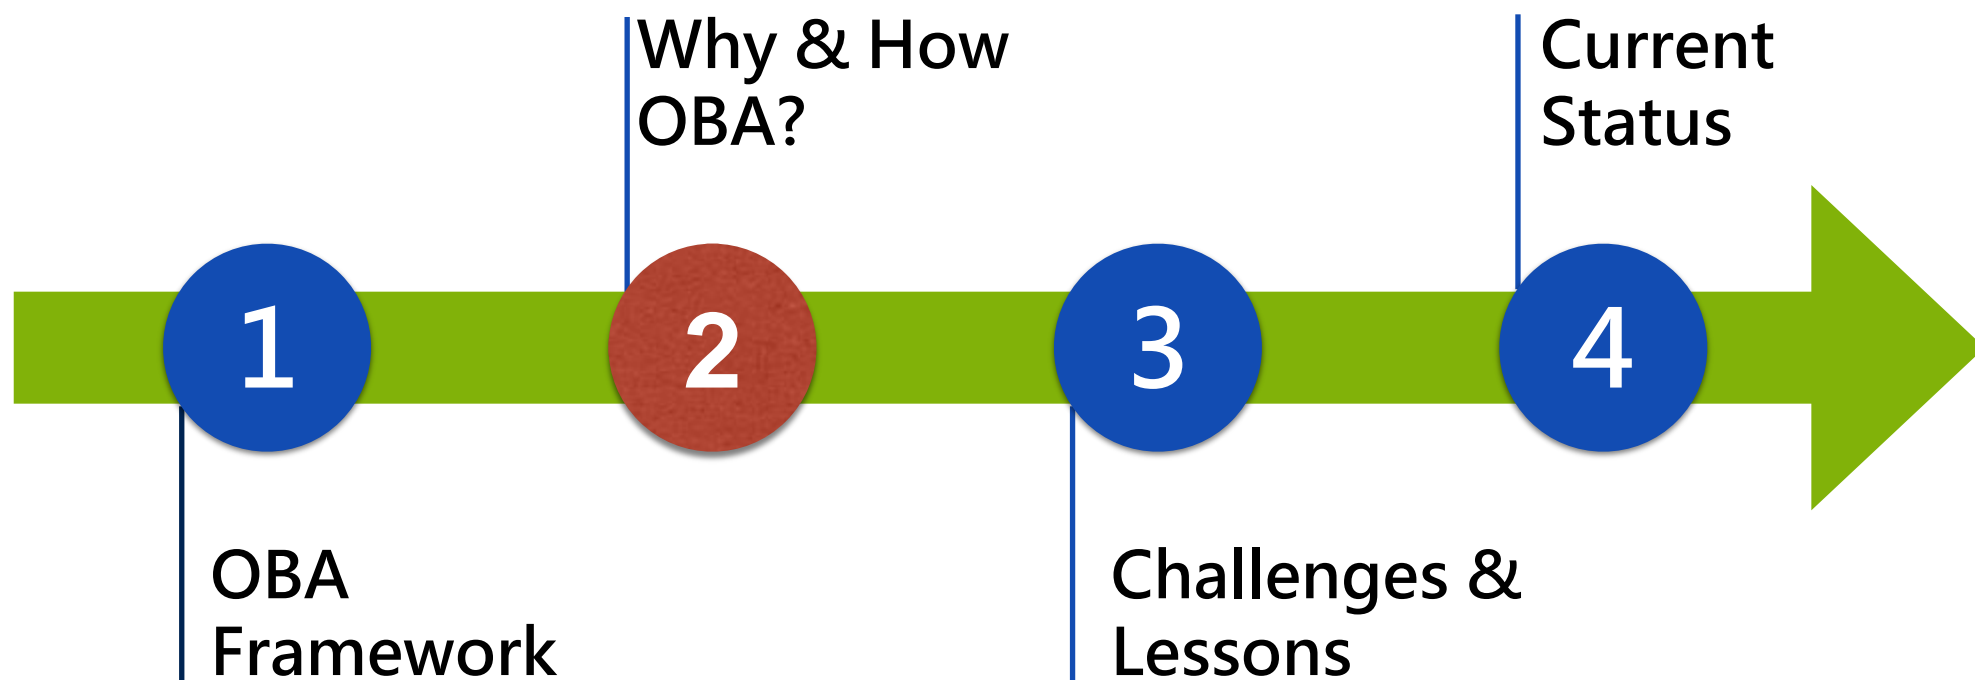 Why & How
OBA?
Current
Status
1
2
3
4
OBA
Framework
Challenges &
Lessons